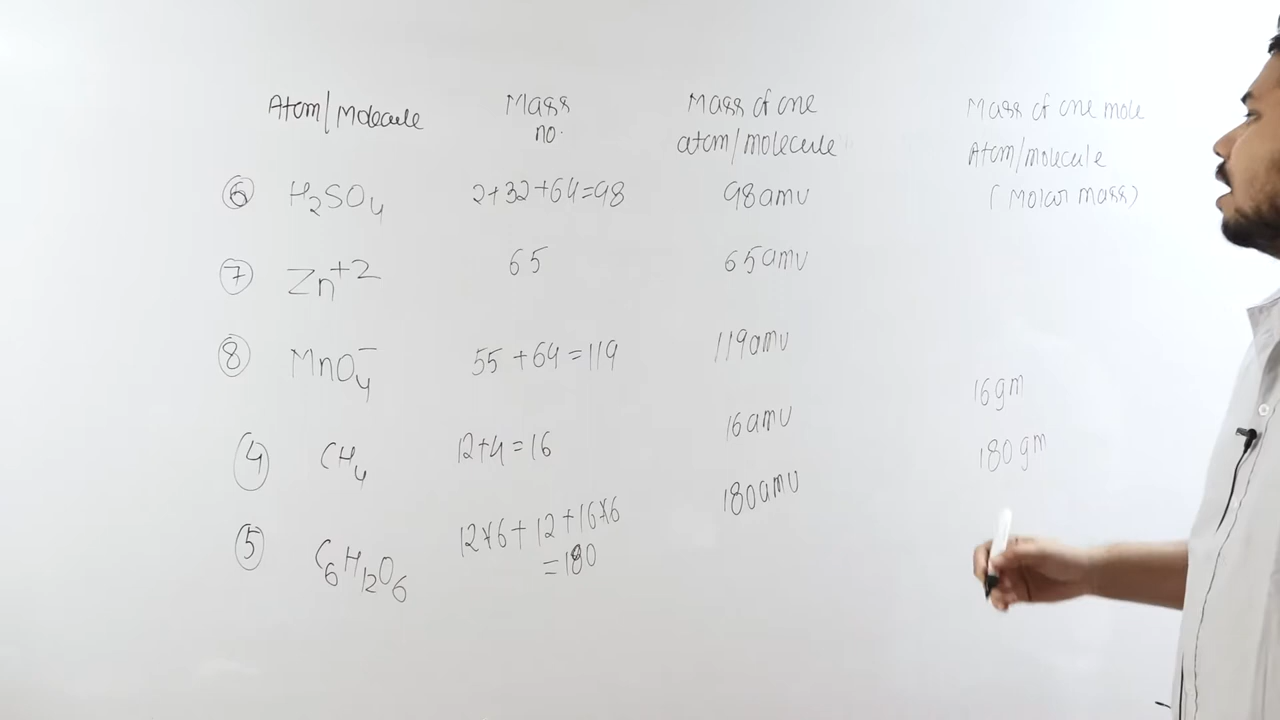 Atom/Molecule Mass no. Mass of one atom/molecule Mass of one mole Atom/molecule (Molar mass)
⑥ H₂SO₄ 2+32+64=98 98amu
⑦ Zn⁺² 65 65amu
⑧ MnO₄⁻ 55+64=119 119amu
④ CH₄ 12+4=16 16amu 16gm
⑤ C₆H₁₂O₆ 12*6+12+16*6 =180 180amu 180gm